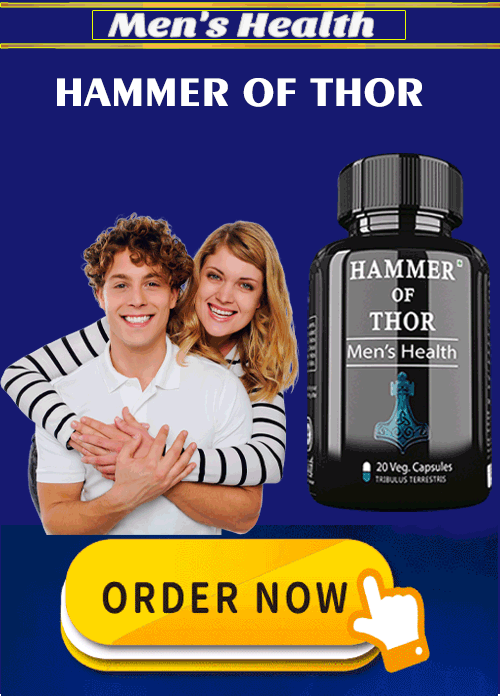 Men's Health
HAMMER OF THOR
HAMMER
OF
THOR
Men's Health
20 Veg. Capsules
TRIBULUS TERRESTRIS
ORDER NOW